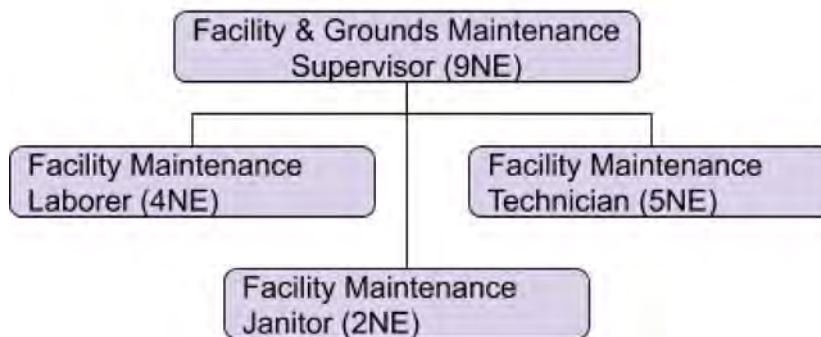 Facility & Grounds Maintenance
Supervisor (9NE)
Facility Maintenance
Laborer (4NE)
Facility Maintenance
Technician (5NE)
Facility Maintenance
Janitor (2NE)